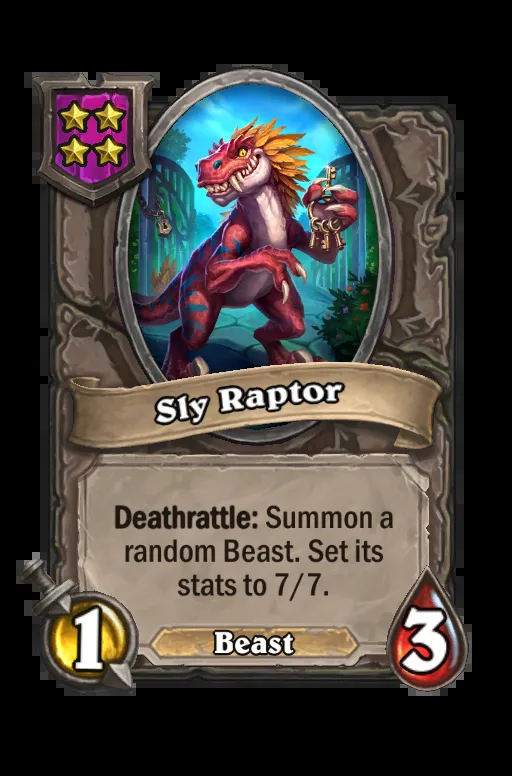 Sly Raptor
Deathrattle: Summon a
random Beast. Set its
stats to 7/7.
1
Beast
3